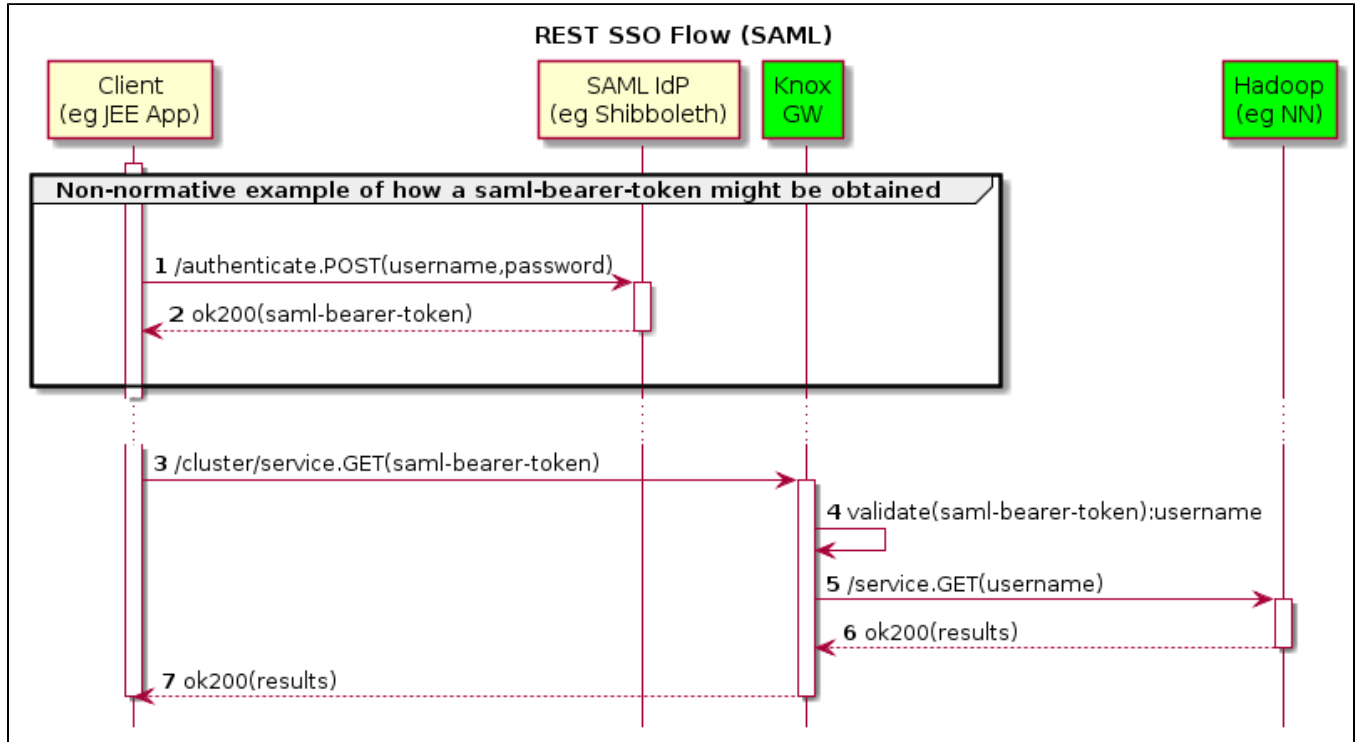 REST SSO Flow (SAML)
Client
(eg JEE App)
SAML IdP
(eg Shibboleth)
Knox
GW
Hadoop
(eg NN)
Non-normative example of how a saml-bearer-token might be obtained
1 /authenticate.POST(username,password)
2 ok200(saml-bearer-token)
3 /cluster/service.GET(saml-bearer-token)
4 validate(saml-bearer-token):username
5 /service.GET(username)
6 ok200(results)
7 ok200(results)